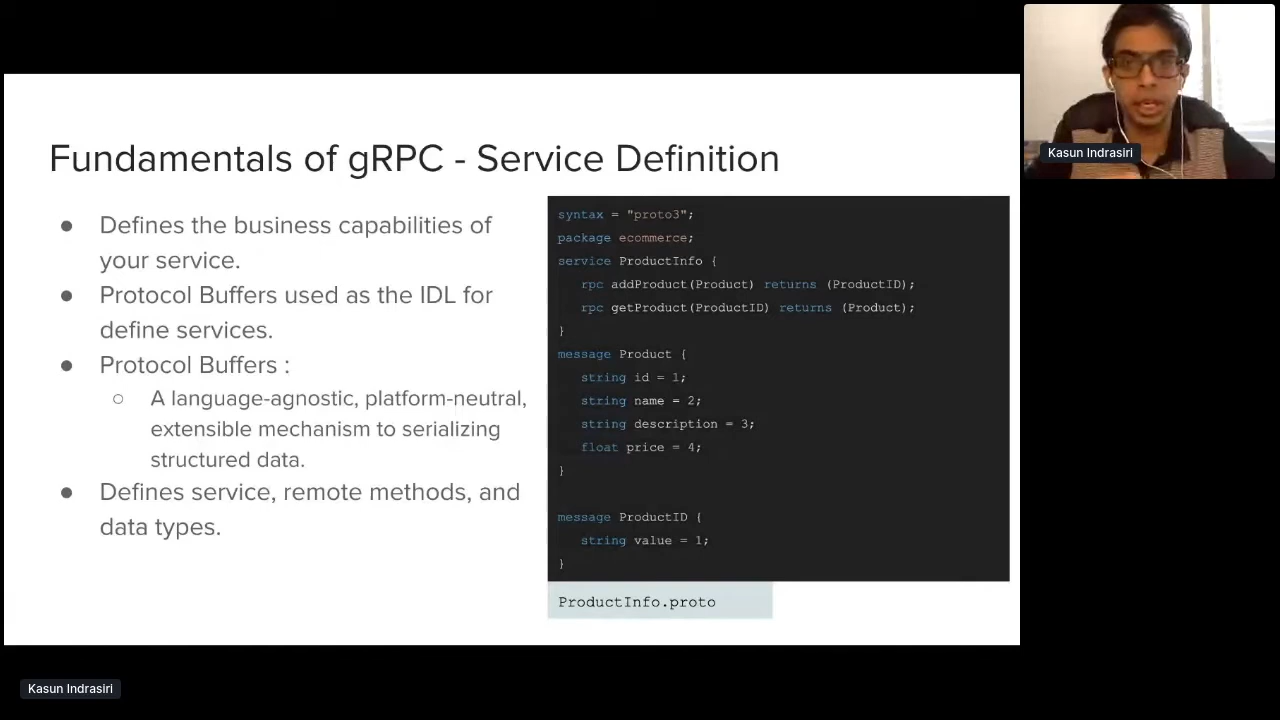 Fundamentals of gRPC - Service Definition
● Defines the business capabilities of
your service.
● Protocol Buffers used as the IDL for
define services.
● Protocol Buffers :
○ A language-agnostic, platform-neutral,
extensible mechanism to serializing
structured data.
● Defines service, remote methods, and
data types.
syntax = "proto3";
package ecommerce;
service ProductInfo {
rpc addProduct(Product) returns (ProductID);
rpc getProduct(ProductID) returns (Product);
}
message Product {
string id = 1;
string name = 2;
string description = 3;
float price = 4;
}
message ProductID {
string value = 1;
}
ProductInfo.proto
Kasun Indrasiri
Kasun Indrasiri